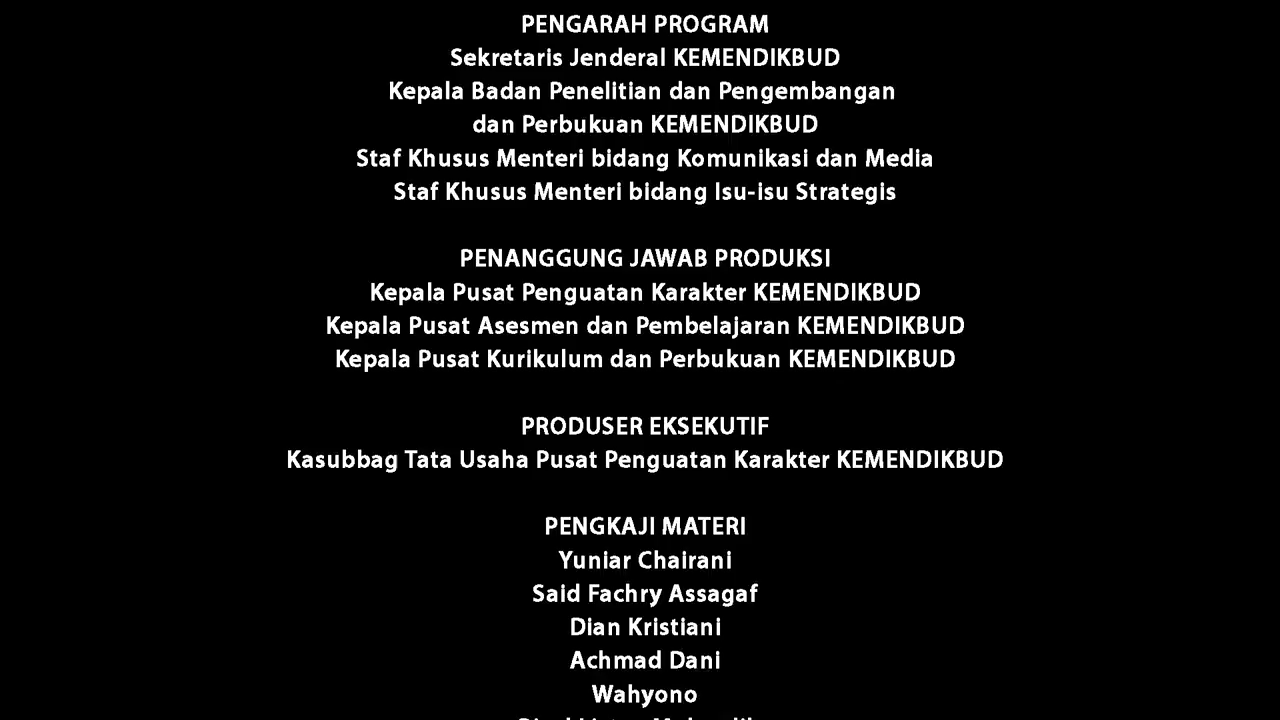 PENGARAH PROGRAM
Sekretaris Jenderal KEMENDIKBUD
Kepala Badan Penelitian dan Pengembangan
dan Perbukuan KEMENDIKBUD
Staf Khusus Menteri bidang Komunikasi dan Media
Staf Khusus Menteri bidang Isu-isu Strategis
PENANGGUNG JAWAB PRODUKSI
Kepala Pusat Penguatan Karakter KEMENDIKBUD
Kepala Pusat Asesmen dan Pembelajaran KEMENDIKBUD
Kepala Pusat Kurikulum dan Perbukuan KEMENDIKBUD
PRODUSER EKSEKUTIF
Kasubbag Tata Usaha Pusat Penguatan Karakter KEMENDIKBUD
PENGKAJI MATERI
Yuniar Chairani
Said Fachry Assagaf
Dian Kristiani
Achmad Dani
Wahyono